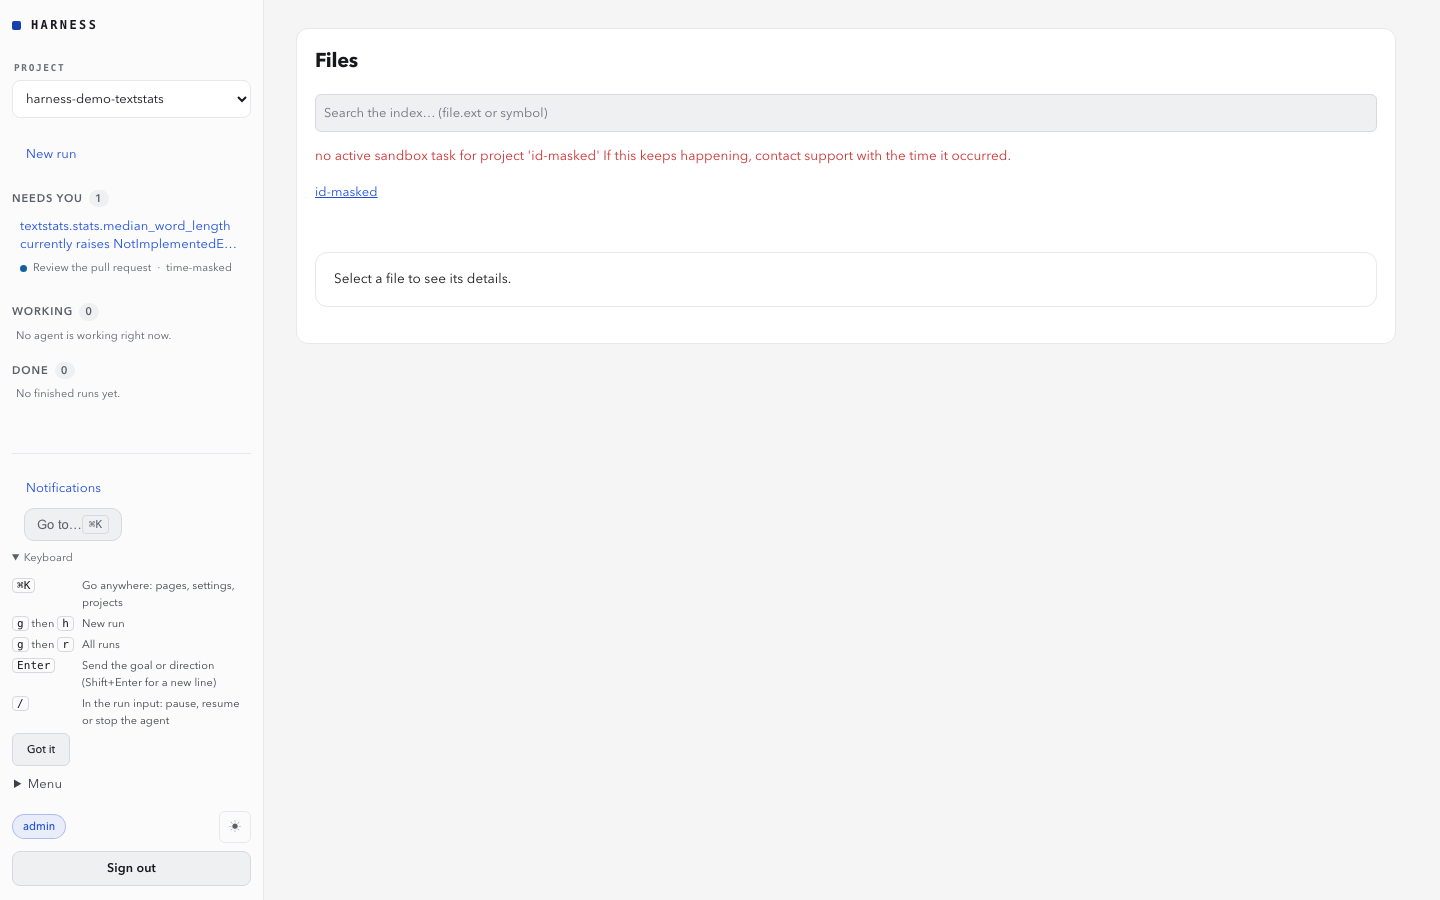 HARNESS
PROJECT
harness-demo-textstats
New run
NEEDS YOU 1
textstats.stats.median_word_length
currently raises NotImplementedE…
Review the pull request · time-masked
WORKING 0
No agent is working right now.
DONE 0
No finished runs yet.
Notifications
Go to… ⌘K
Keyboard
⌘K Go anywhere: pages, settings,
projects
g then h New run
g then r All runs
Enter Send the goal or direction
(Shift+Enter for a new line)
/ In the run input: pause, resume
or stop the agent
Got it
Menu
admin
Sign out
Files
Search the index… (file.ext or symbol)
no active sandbox task for project 'id-masked' If this keeps happening, contact support with the time it occurred.
id-masked
Select a file to see its details.